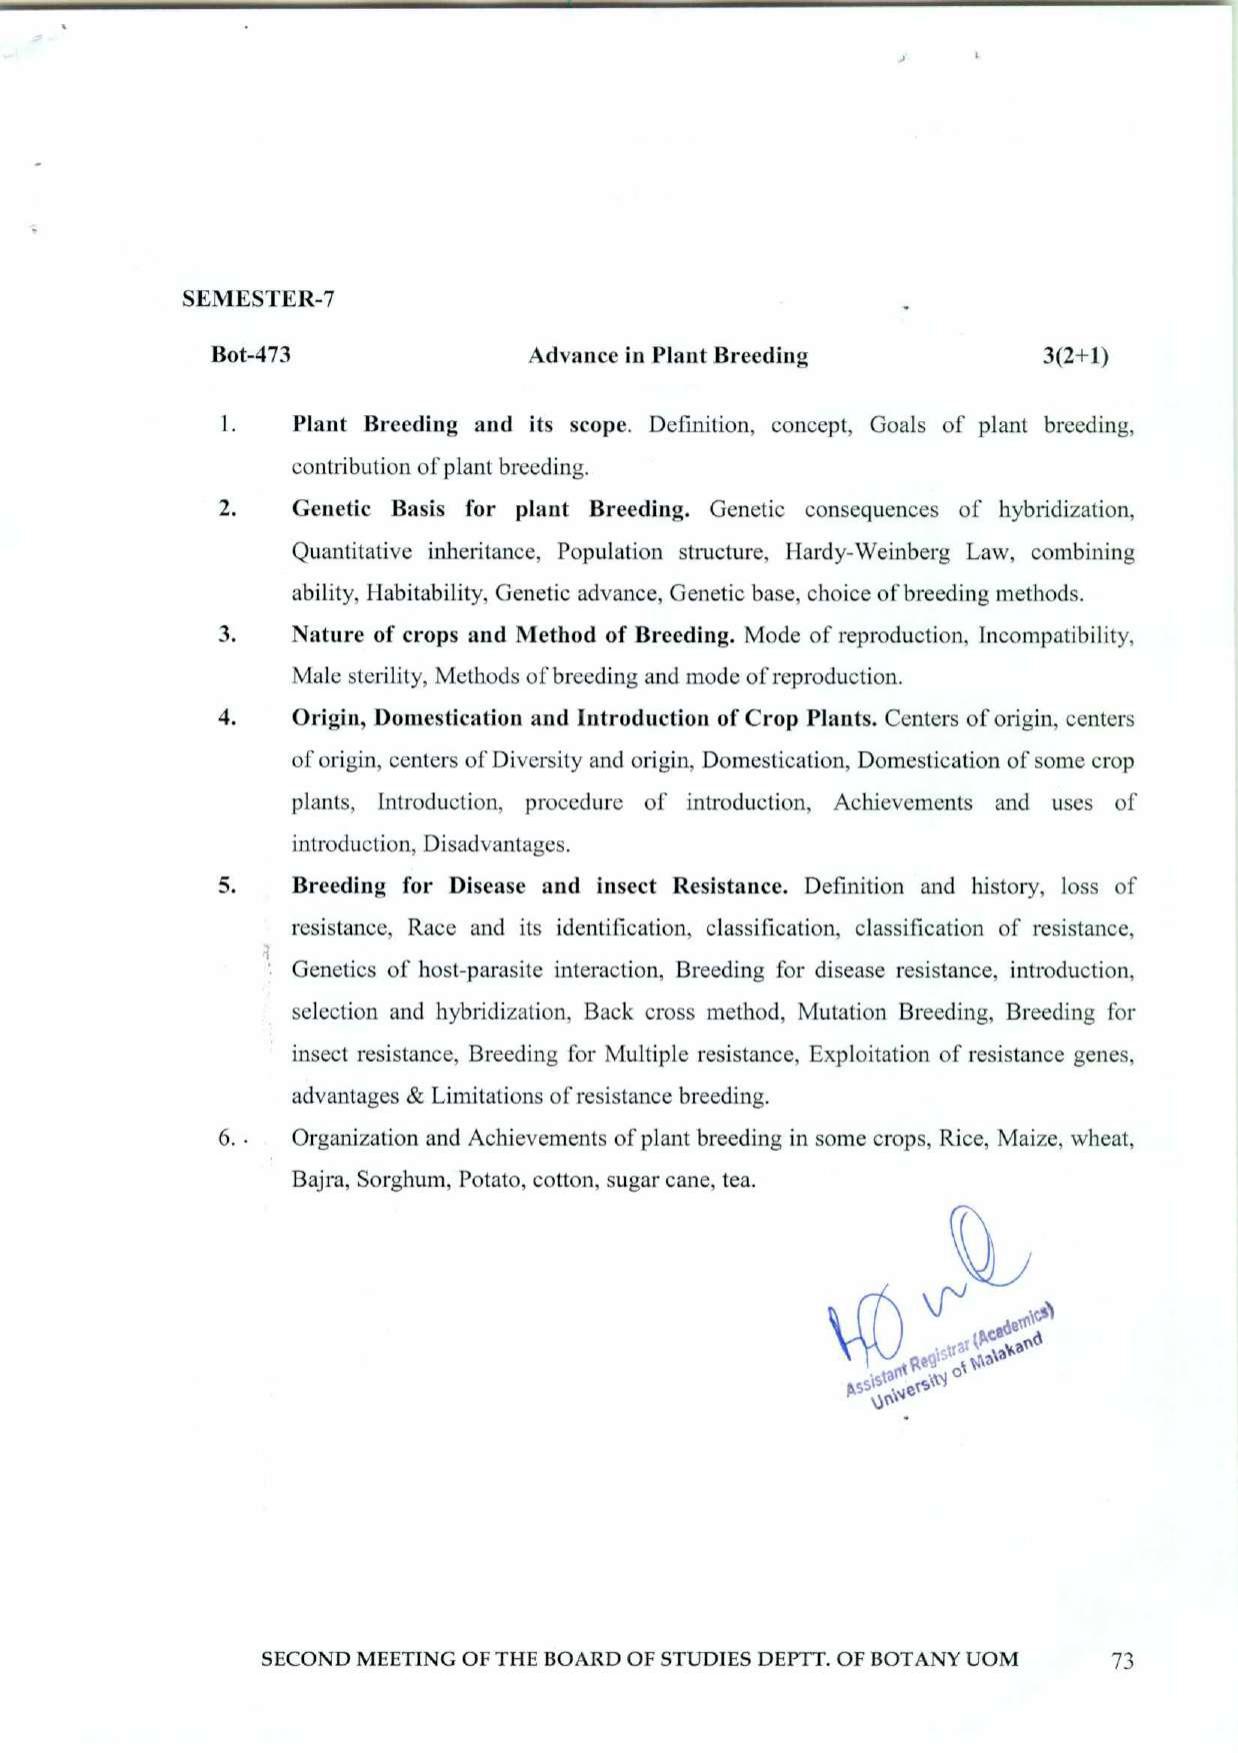 SEMESTER-7
Bot-473 Advance in Plant Breeding 3(2+1)
1. Plant Breeding and its scope. Definition, concept, Goals of plant breeding,
contribution of plant breeding.
2. Genetic Basis for plant Breeding. Genetic consequences of hybridization,
Quantitative inheritance, Population structure, Hardy-Weinberg Law, combining
ability, Habitability, Genetic advance, Genetic base, choice of breeding methods.
3. Nature of crops and Method of Breeding. Mode of reproduction, Incompatibility,
Male sterility, Methods of breeding and mode of reproduction.
4. Origin, Domestication and Introduction of Crop Plants. Centers of origin, centers
of origin, centers of Diversity and origin, Domestication, Domestication of some crop
plants, Introduction, procedure of introduction, Achievements and uses of
introduction, Disadvantages.
5. Breeding for Disease and insect Resistance. Definition and history, loss of
resistance, Race and its identification, classification, classification of resistance,
Genetics of host-parasite interaction, Breeding for disease resistance, introduction,
selection and hybridization, Back cross method, Mutation Breeding, Breeding for
insect resistance, Breeding for Multiple resistance, Exploitation of resistance genes,
advantages & Limitations of resistance breeding.
6. Organization and Achievements of plant breeding in some crops, Rice, Maize, wheat,
Bajra, Sorghum, Potato, cotton, sugar cane, tea.
Assistant Registrar (Academics)
University of Malakand
SECOND MEETING OF THE BOARD OF STUDIES DEPTT. OF BOTANY UOM 73